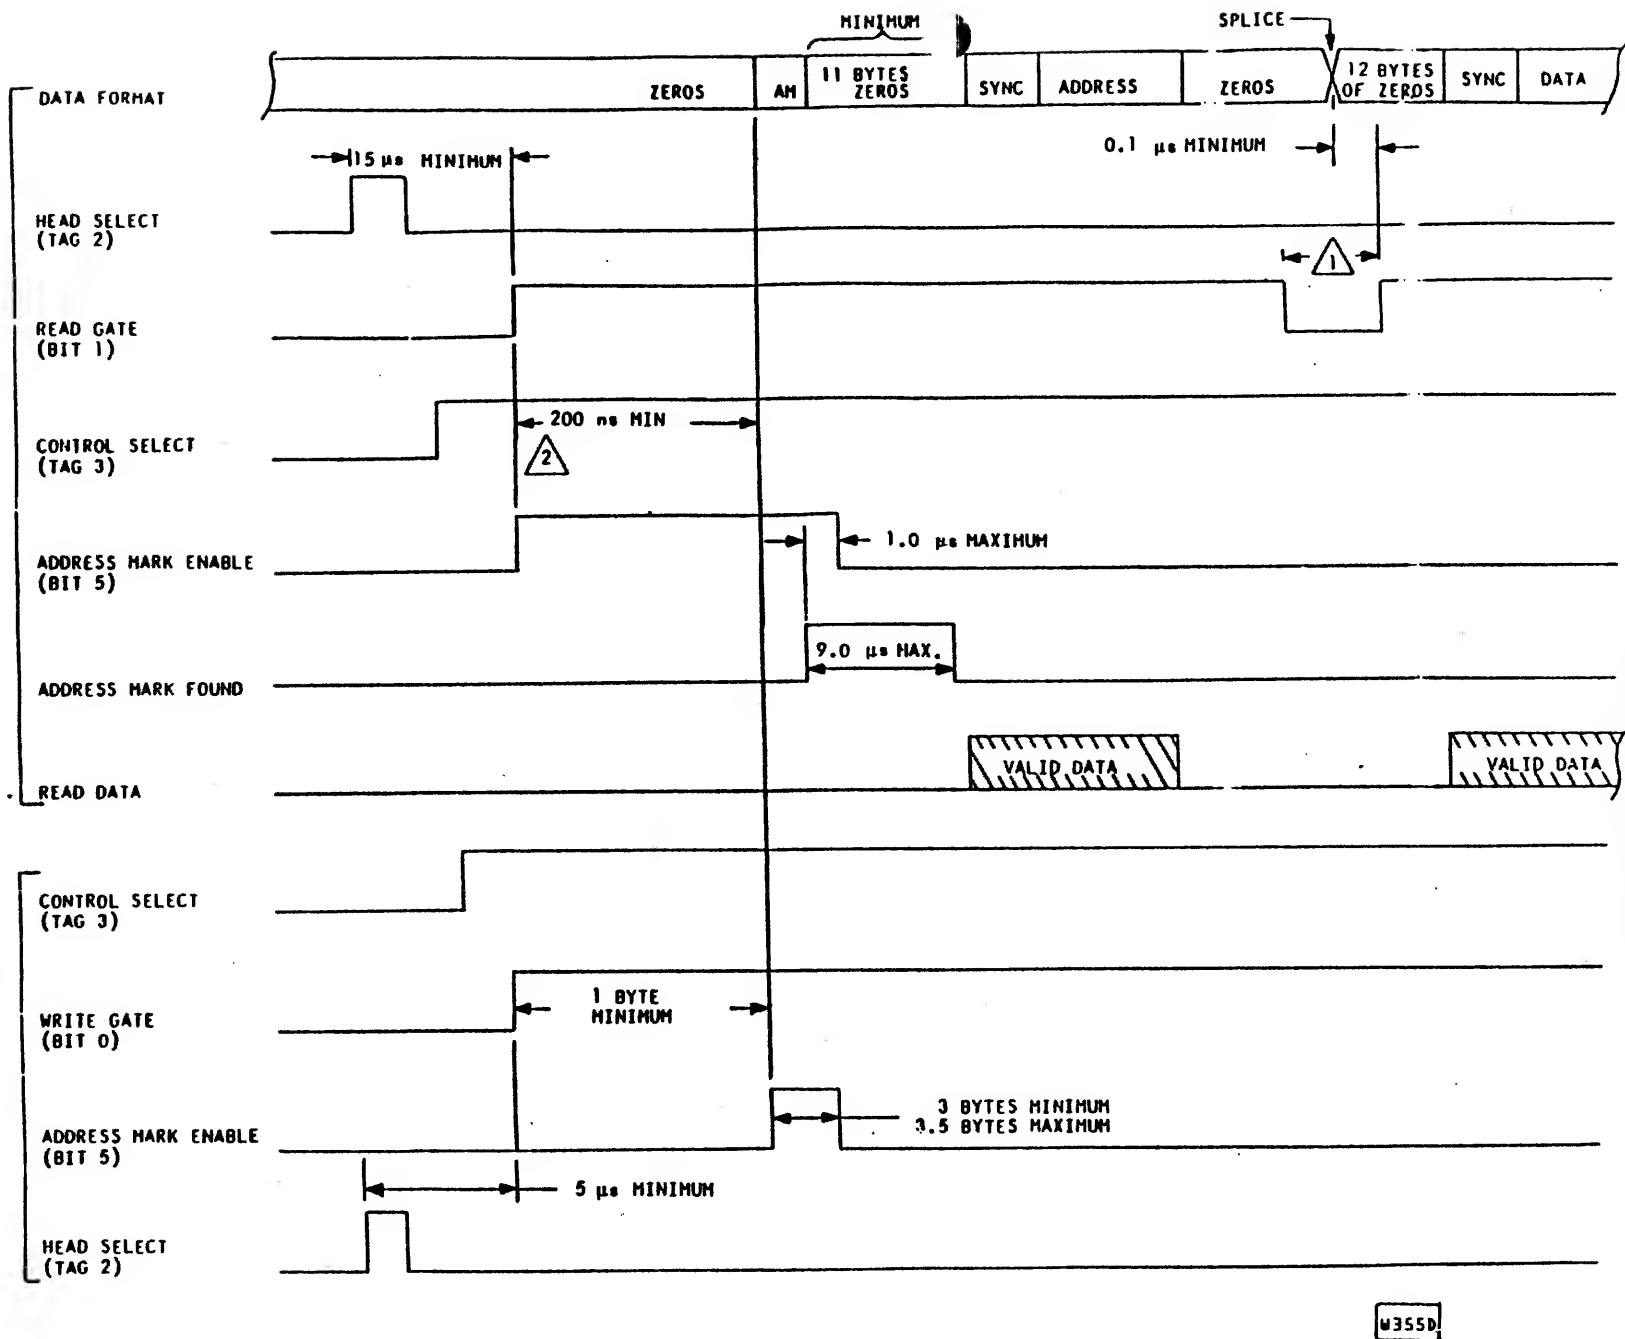 MINIMUM
SPLICE
DATA FORMAT
ZEROS
AM
11 BYTES
ZEROS
SYNC
ADDRESS
ZEROS
12 BYTES
OF ZEROS
SYNC
DATA
15 µs MINIMUM
0.1 µs MINIMUM
HEAD SELECT
(TAG 2)
1
READ GATE
(BIT 1)
200 ns MIN
2
CONTROL SELECT
(TAG 3)
1.0 µs MAXIMUM
ADDRESS MARK ENABLE
(BIT 5)
9.0 µs MAX.
ADDRESS MARK FOUND
VALID DATA
VALID DATA
READ DATA
CONTROL SELECT
(TAG 3)
1 BYTE
MINIMUM
WRITE GATE
(BIT 0)
3 BYTES MINIMUM
3.5 BYTES MAXIMUM
ADDRESS MARK ENABLE
(BIT 5)
5 µs MINIMUM
HEAD SELECT
(TAG 2)
W355D